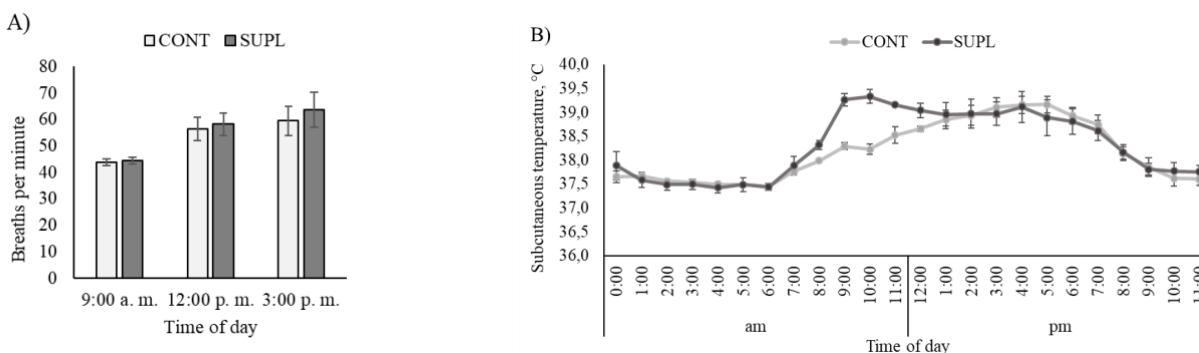 A)
CONT SUPL
Breaths per minute
80
70
60
50
40
30
20
10
0
9:00 a. m. 12:00 p. m. 3:00 p. m.
Time of day
B)
CONT SUPL
Subcutaneous temperature, °C
40,0
39,5
39,0
38,5
38,0
37,5
37,0
36,5
36,0
0:00 1:00 2:00 3:00 4:00 5:00 6:00 7:00 8:00 9:00 10:00 11:00 12:00 1:00 2:00 3:00 4:00 5:00 6:00 7:00 8:00 9:00 10:00
am pm
Time of day